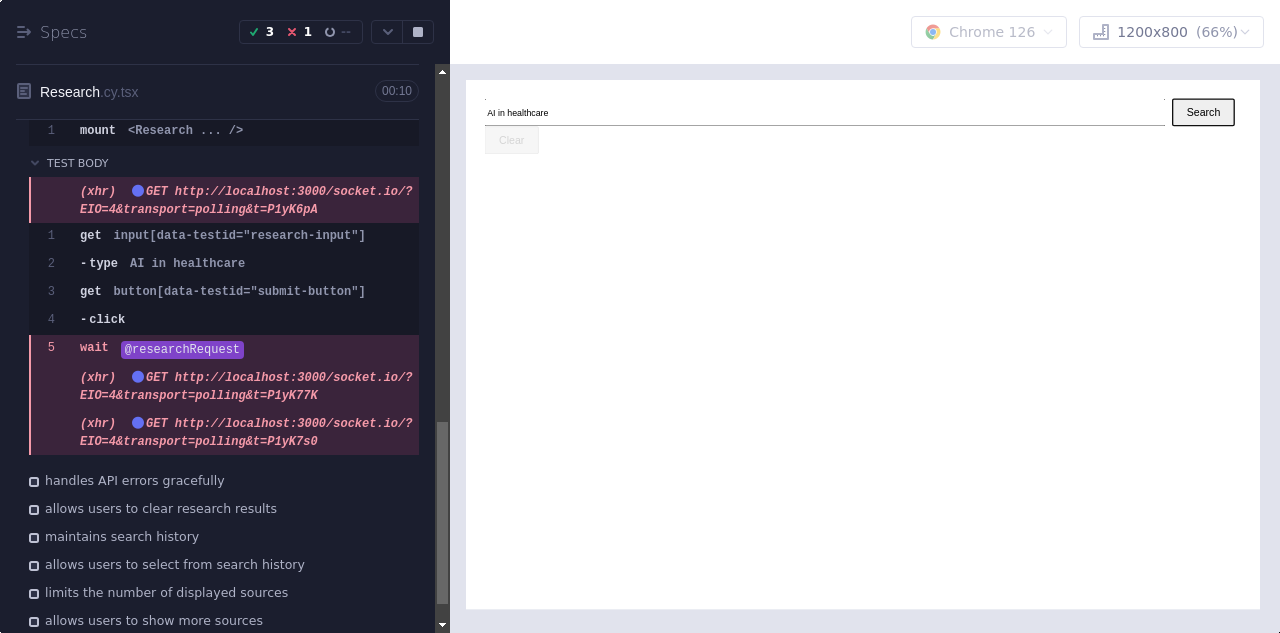 Specs
3
1
--
Chrome 126
1200x800 (66%)
Research.cy.tsx
00:10
1 mount <Research ... />
TEST BODY
(xhr) GET http://localhost:3000/socket.io/?
EIO=4&transport=polling&t=P1yK6pA
1 get input[data-testid="research-input"]
2 -type AI in healthcare
3 get button[data-testid="submit-button"]
4 -click
5 wait @researchRequest
(xhr) GET http://localhost:3000/socket.io/?
EIO=4&transport=polling&t=P1yK77K
(xhr) GET http://localhost:3000/socket.io/?
EIO=4&transport=polling&t=P1yK7s0
handles API errors gracefully
allows users to clear research results
maintains search history
allows users to select from search history
limits the number of displayed sources
allows users to show more sources
AI in healthcare
Search
Clear